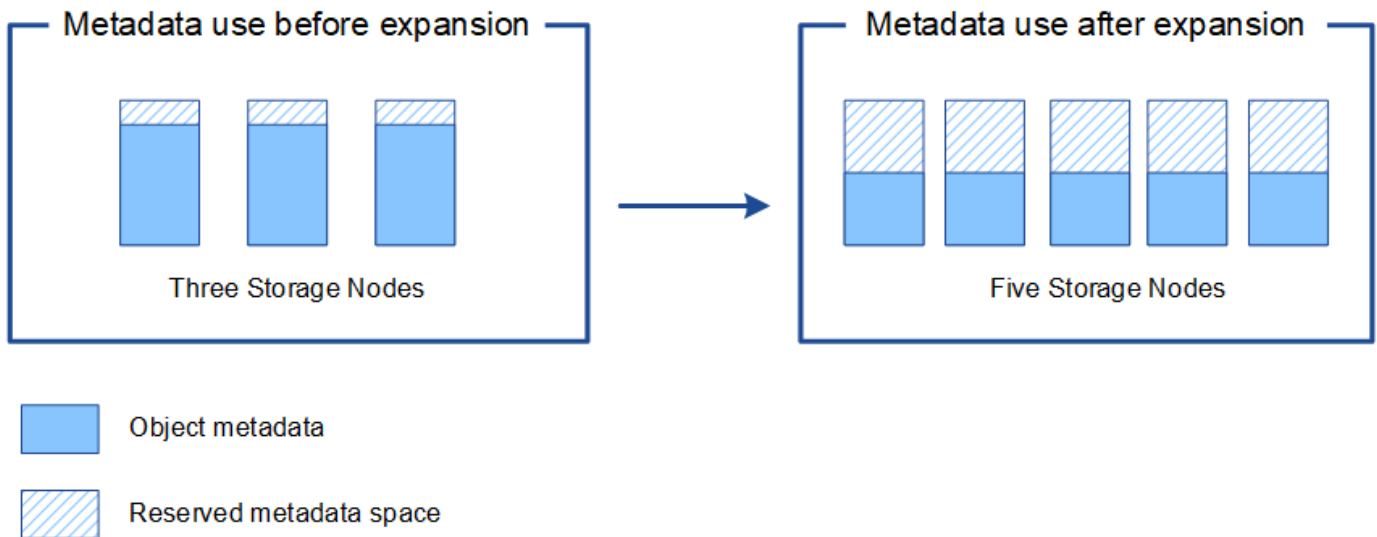 Metadata use before expansion
Metadata use after expansion
Three Storage Nodes
Five Storage Nodes
Object metadata
Reserved metadata space